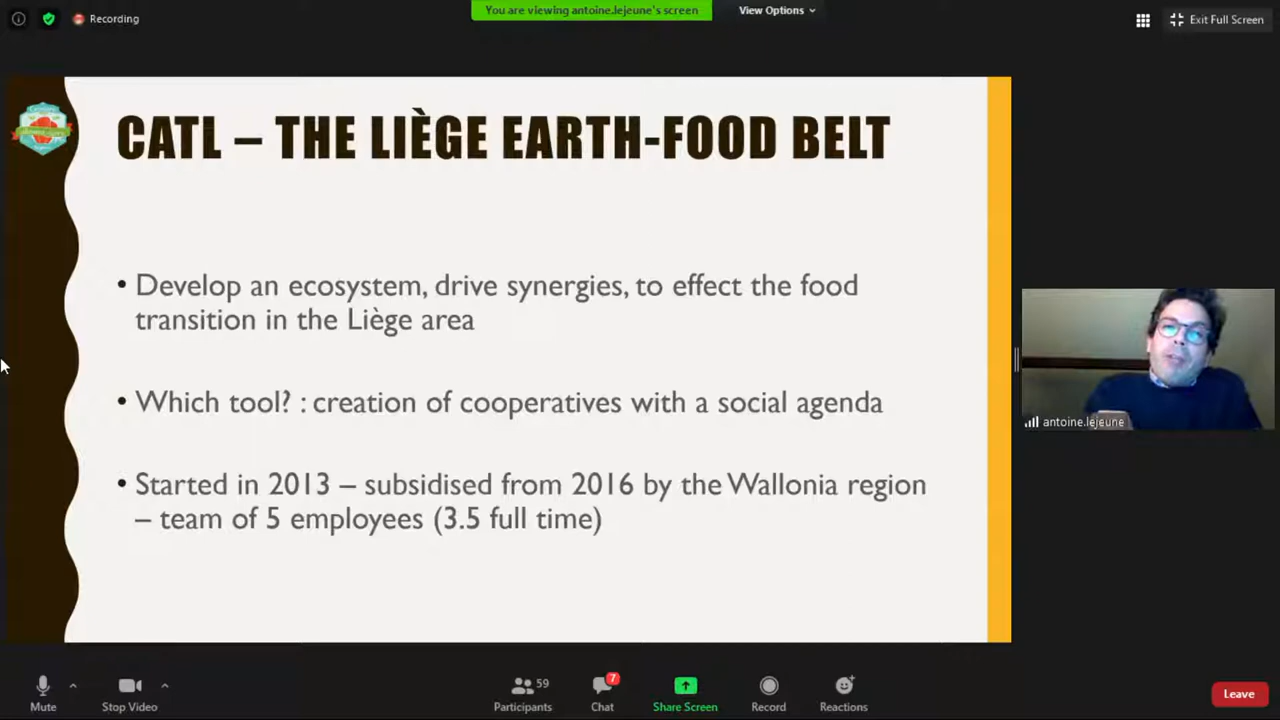 Recording
You are viewing antoine.lejeune's screen
View Options
Exit Full Screen
CATL – THE LIÈGE EARTH-FOOD BELT
• Develop an ecosystem, drive synergies, to effect the food
transition in the Liège area
• Which tool? : creation of cooperatives with a social agenda
• Started in 2013 – subsidised from 2016 by the Wallonia region
– team of 5 employees (3.5 full time)
antoine.lejeune
Mute
Stop Video
59
Participants
7
Chat
Share Screen
Record
Reactions
Leave